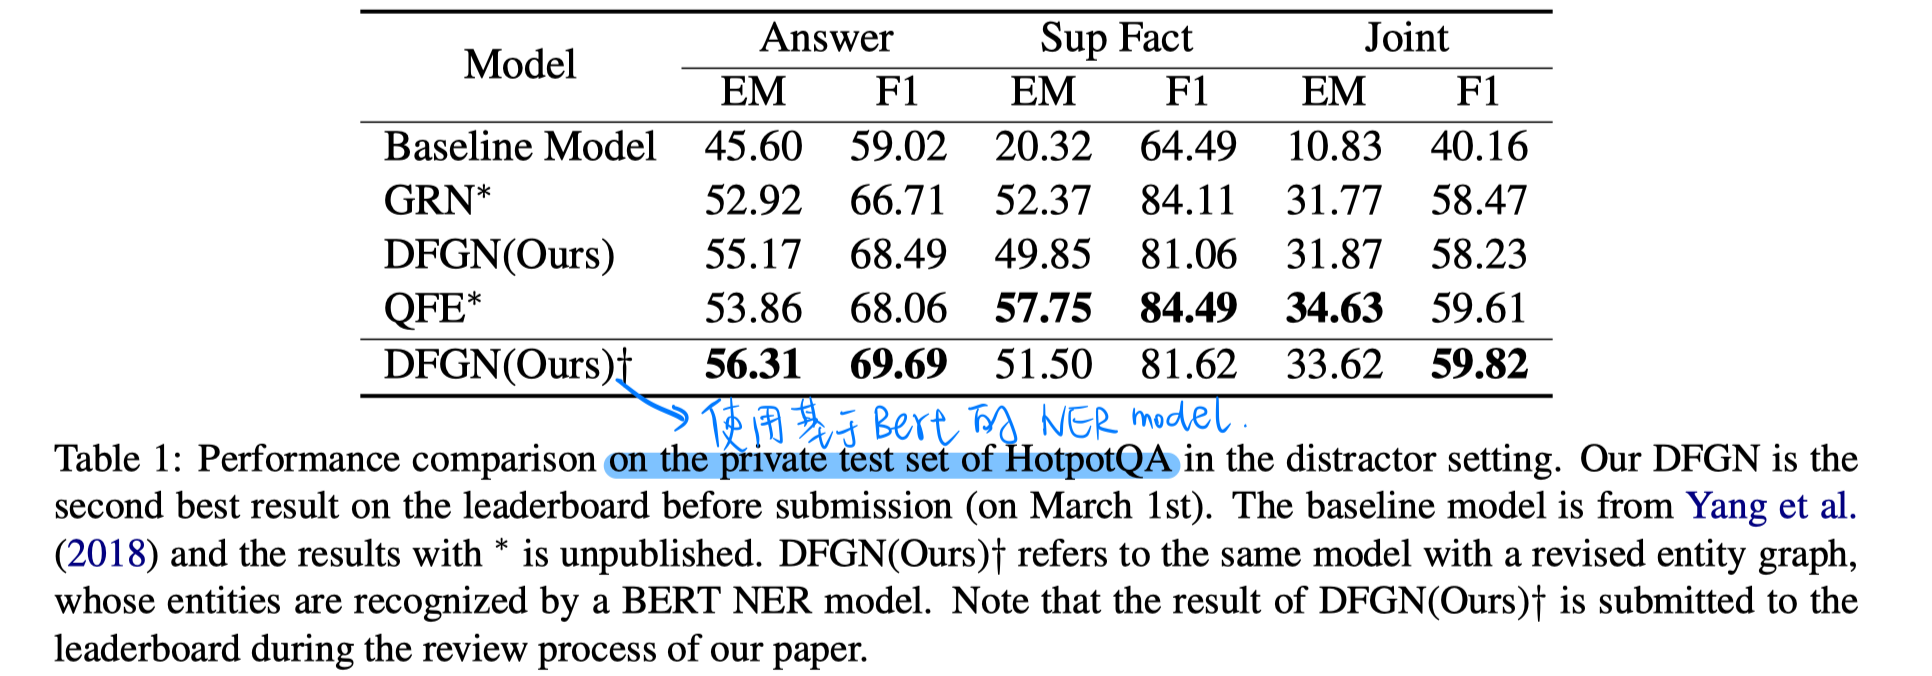 Model Answer Sup Fact Joint
EM F1 EM F1 EM F1
Baseline Model 45.60 59.02 20.32 64.49 10.83 40.16
GRN* 52.92 66.71 52.37 84.11 31.77 58.47
DFGN(Ours) 55.17 68.49 49.85 81.06 31.87 58.23
QFE* 53.86 68.06 57.75 84.49 34.63 59.61
DFGN(Ours)† 56.31 69.69 51.50 81.62 33.62 59.82
使用基于Bert的 NER model.
Table 1: Performance comparison on the private test set of HotpotQA in the distractor setting. Our DFGN is the
second best result on the leaderboard before submission (on March 1st). The baseline model is from Yang et al.
(2018) and the results with * is unpublished. DFGN(Ours)† refers to the same model with a revised entity graph,
whose entities are recognized by a BERT NER model. Note that the result of DFGN(Ours)† is submitted to the
leaderboard during the review process of our paper.